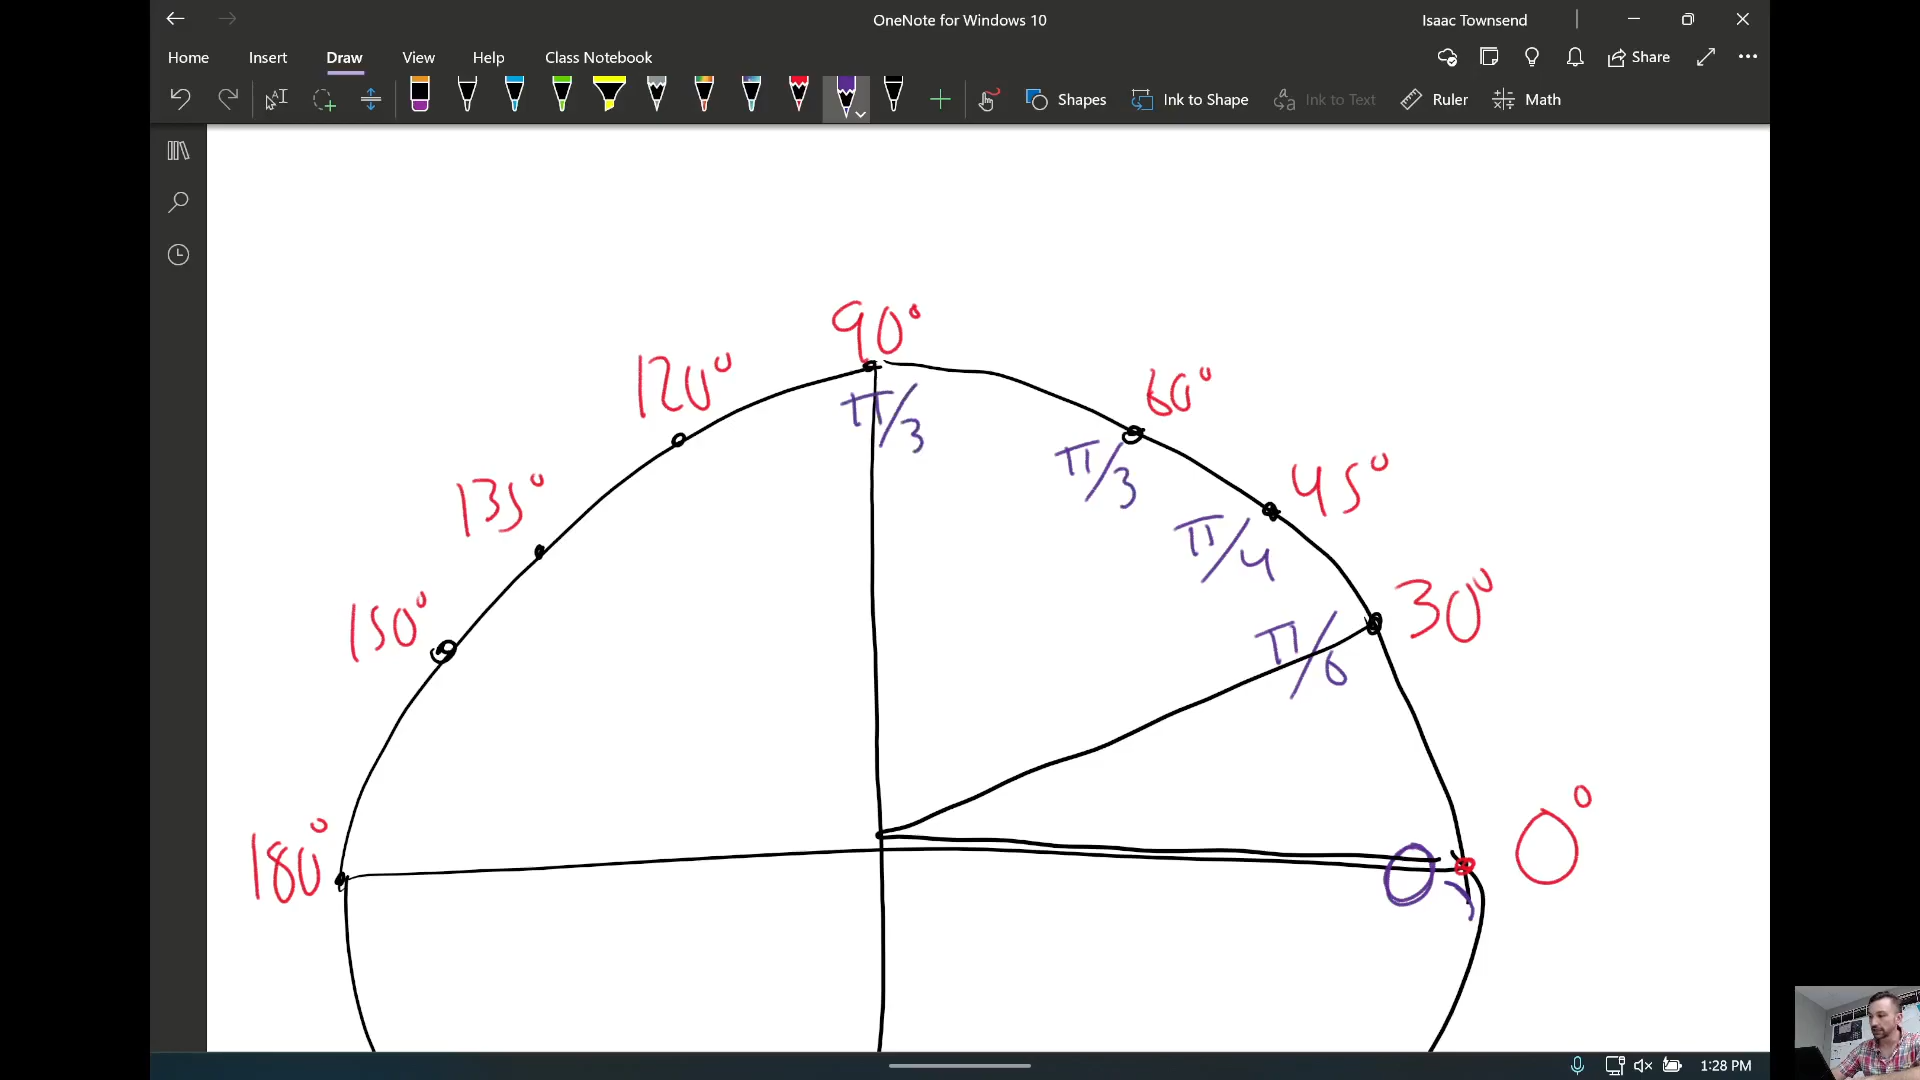 OneNote for Windows 10
Isaac Townsend
Home Insert Draw View Help Class Notebook
Share
Shapes Ink to Shape Ink to Text Ruler Math
90°
120°
π/3
60°
π/3
135°
45°
π/4
150°
30°
π/6
180°
0°
0
1:28 PM